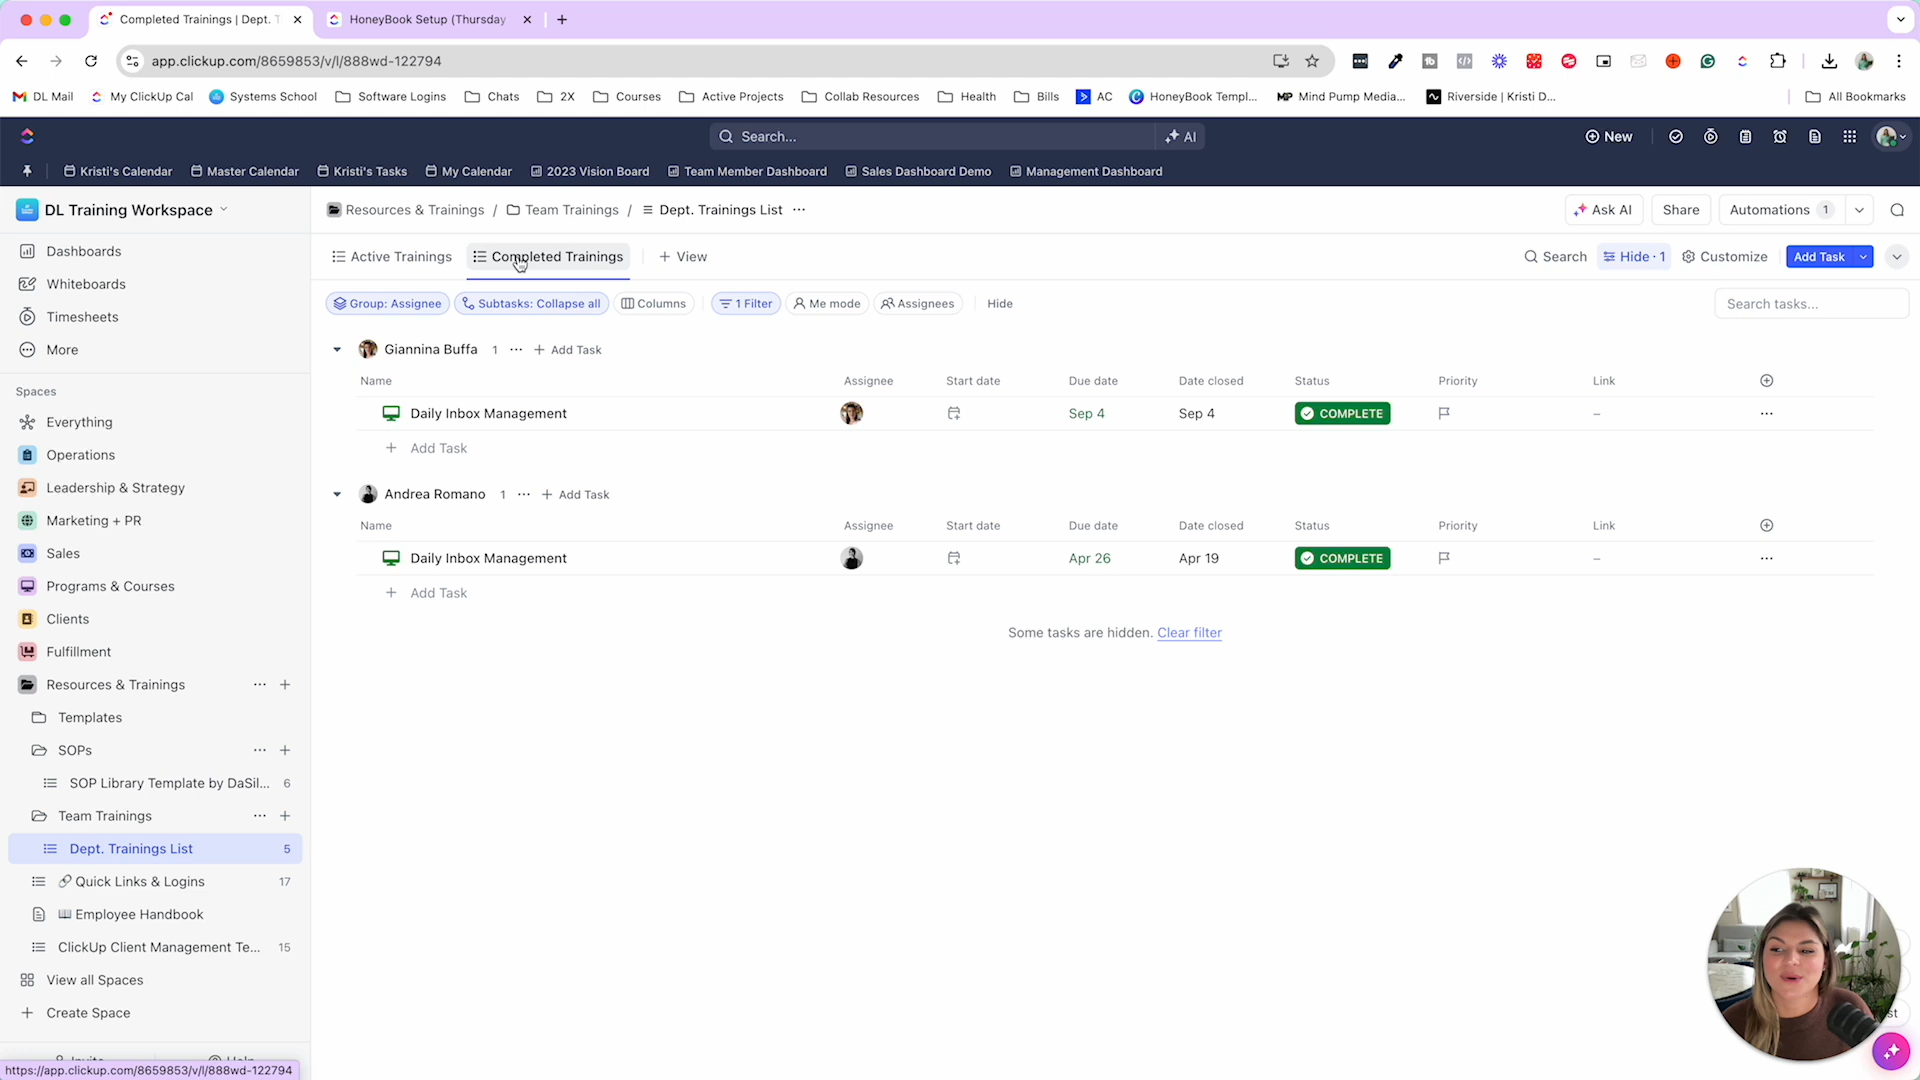 Completed Trainings | Dept. T
HoneyBook Setup (Thursday
app.clickup.com/8659853/v/l/888wd-122794
DL Mail
My ClickUp Cal
Systems School
Software Logins
Chats
2X
Courses
Active Projects
Collab Resources
Health
Bills
AC
HoneyBook Templ...
MP Mind Pump Media...
Riverside | Kristi D...
All Bookmarks
Search...
AI
New
Kristi's Calendar
Master Calendar
Kristi's Tasks
My Calendar
2023 Vision Board
Team Member Dashboard
Sales Dashboard Demo
Management Dashboard
DL Training Workspace
Resources & Trainings / Team Trainings / Dept. Trainings List ...
Ask AI
Share
Automations 1
Dashboards
Whiteboards
Timesheets
More
Active Trainings
Completed Trainings
+ View
Search
Hide · 1
Customize
Add Task
Group: Assignee
Subtasks: Collapse all
Columns
1 Filter
Me mode
Assignees
Hide
Search tasks...
Giannina Buffa 1 ... + Add Task
Name Assignee Start date Due date Date closed Status Priority Link
Daily Inbox Management Sep 4 Sep 4 COMPLETE – ...
+ Add Task
Andrea Romano 1 ... + Add Task
Name Assignee Start date Due date Date closed Status Priority Link
Daily Inbox Management Apr 26 Apr 19 COMPLETE – ...
+ Add Task
Some tasks are hidden. Clear filter
Spaces
Everything
Operations
Leadership & Strategy
Marketing + PR
Sales
Programs & Courses
Clients
Fulfillment
Resources & Trainings ... +
Templates
SOPs ... +
SOP Library Template by DaSil... 6
Team Trainings ... +
Dept. Trainings List 5
Quick Links & Logins 17
Employee Handbook
ClickUp Client Management Te... 15
View all Spaces
+ Create Space
https://app.clickup.com/8659853/v/l/888wd-122794